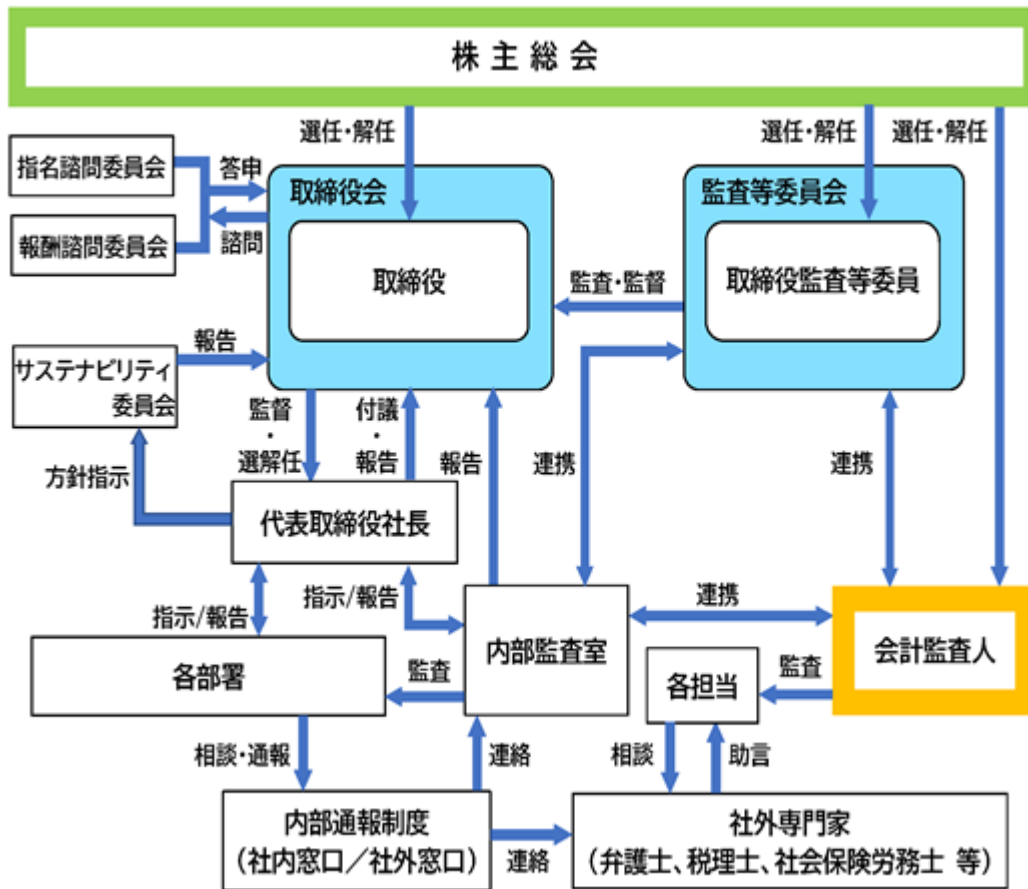 株主総会
選任・解任
選任・解任
選任・解任
指名諮問委員会
答申
取締役会
監査等委員会
報酬諮問委員会
諮問
取締役
監査・監督
取締役監査等委員
報告
サステナビリティ
委員会
監督
・
選解任
付議
・
報告
報告
連携
連携
方針指示
代表取締役社長
指示/報告
指示/報告
連携
各部署
監査
内部監査室
各担当
監査
会計監査人
相談・通報
連絡
相談
助言
内部通報制度
(社内窓口/社外窓口)
連絡
社外専門家
(弁護士、税理士、社会保険労務士 等)